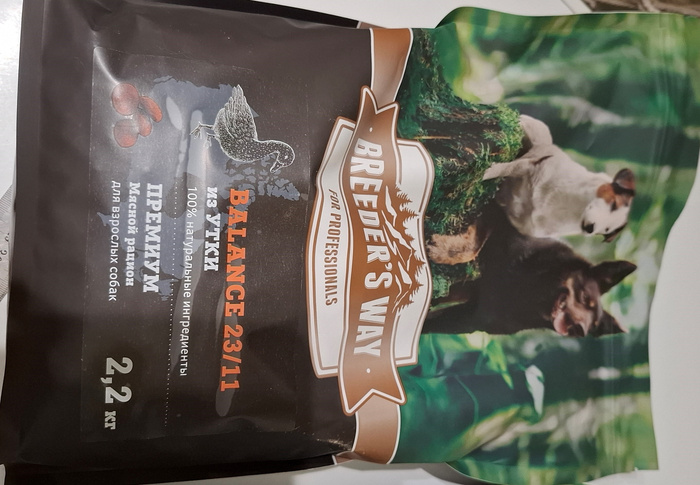 BREEDER'S WAY
FOR PROFESSIONALS
BALANCE 23/11
ИЗ УТКИ
100% натуральные ингредиенты
ПРЕМИУМ
Мясной рацион
для взрослых собак
2,2 кг